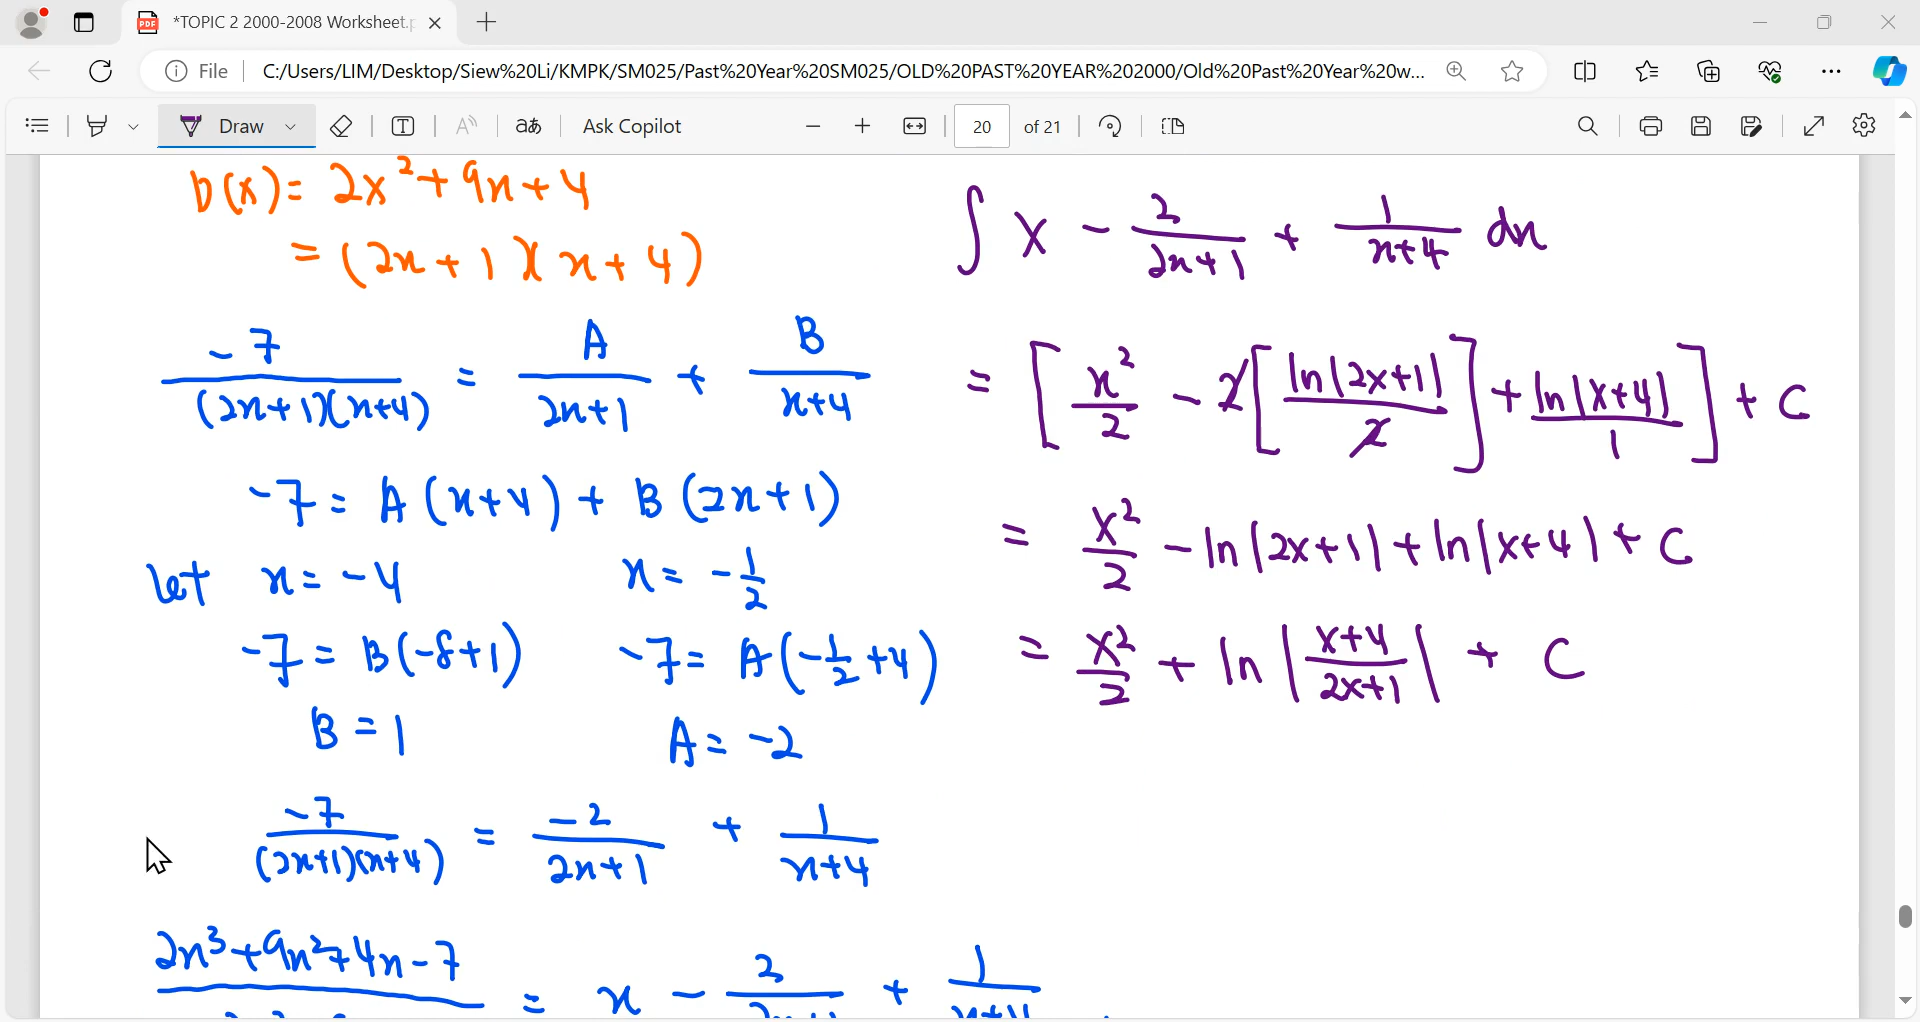 *TOPIC 2 2000-2008 Worksheet.p
File C:/Users/LIM/Desktop/Siew%20Li/KMPK/SM025/Past%20Year%20SM025/OLD%20PAST%20YEAR%202000/Old%20Past%20Year%20w...
Draw aあ Ask Copilot 20 of 21
D(x) = 2x² + 9x + 4
= (2x + 1)(x + 4)
-7/((2x+1)(x+4)) = A/(2x+1) + B/(x+4)
-7 = A(x+4) + B(2x+1)
let x = -4 x = -1/2
-7 = B(-8+1) -7 = A(-1/2 + 4)
B = 1 A = -2
-7/((2x+1)(x+4)) = -2/(2x+1) + 1/(x+4)
2x³+9x²+4x-7 = x - 2 + 1
∫ x - 2/(2x+1) + 1/(x+4) dx
= [x²/2 - 2[ln|2x+1|/2] + ln|x+4|/1] + C
= x²/2 - ln|2x+1| + ln|x+4| + C
= x²/2 + ln|(x+4)/(2x+1)| + C